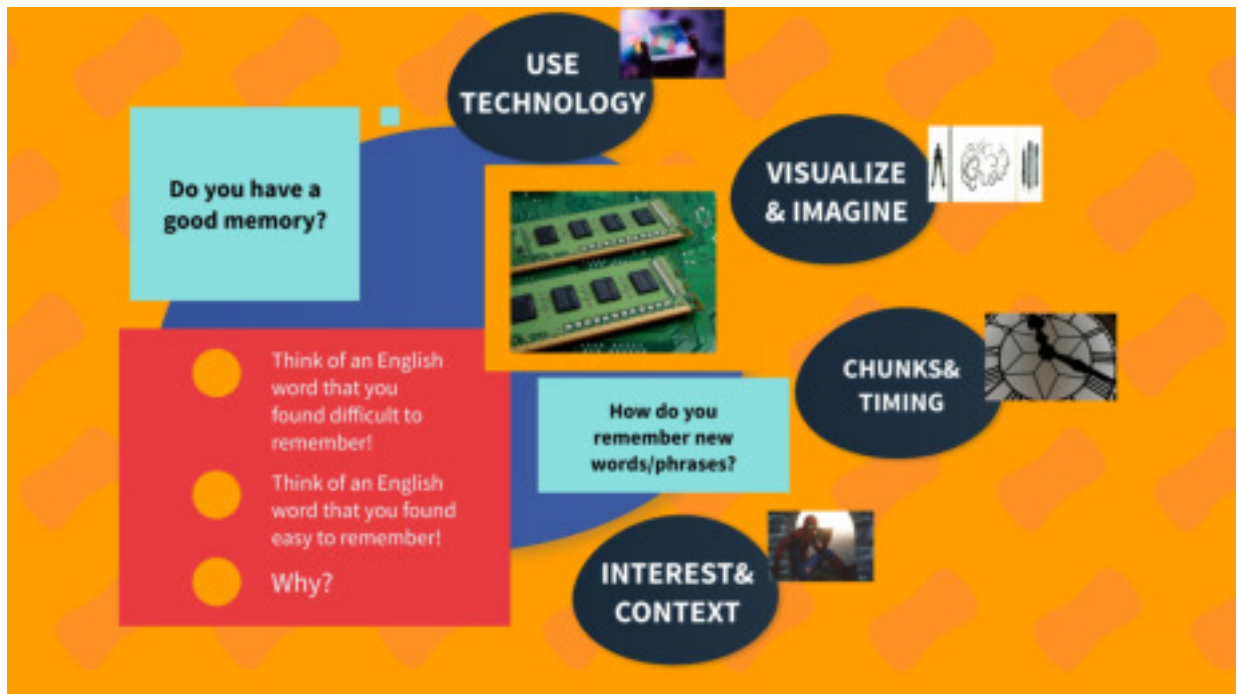 USE
TECHNOLOGY
Do you have a
good memory?
VISUALIZE
& IMAGINE
Think of an English
word that you
found difficult to
remember!
Think of an English
word that you found
easy to remember!
Why?
CHUNKS&
TIMING
How do you
remember new
words/phrases?
INTEREST&
CONTEXT